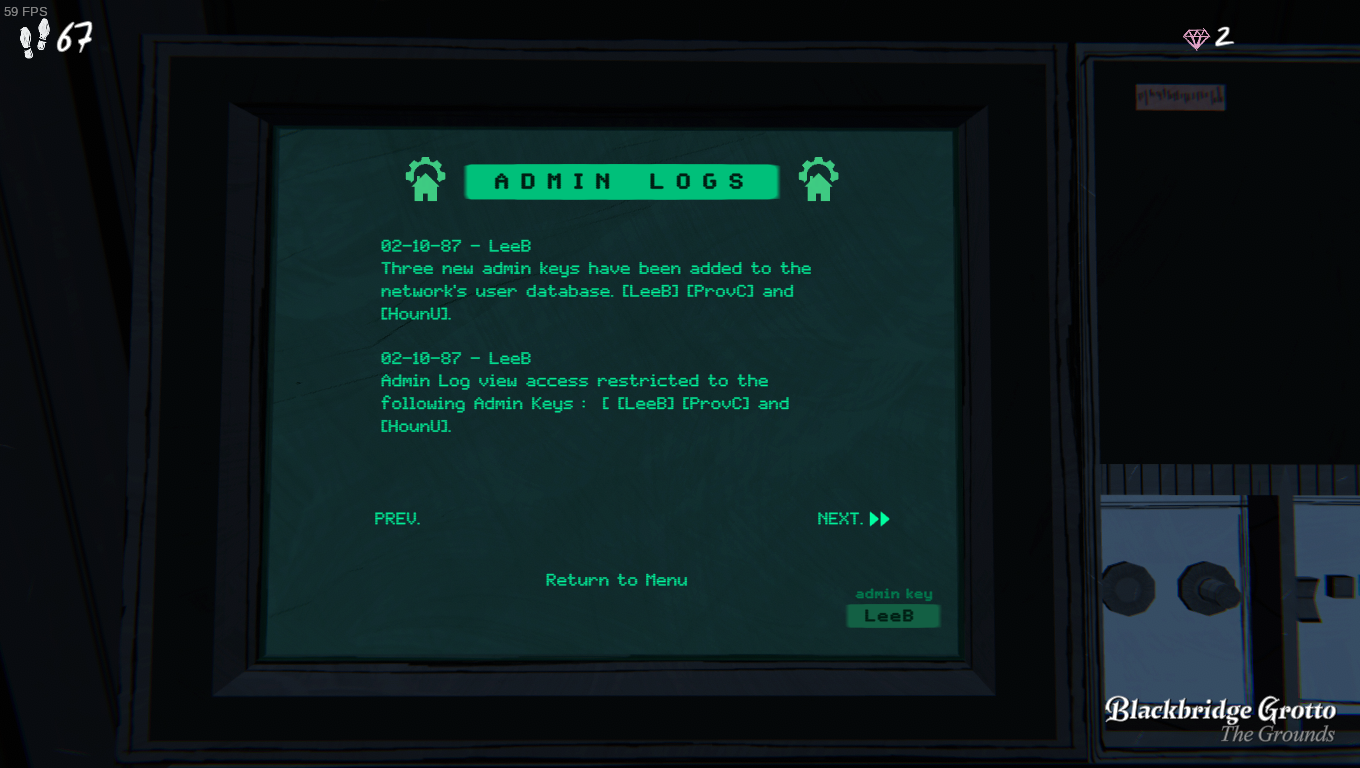 59 FPS
67
2
ADMIN LOGS
02-10-87 - LeeB
Three new admin keys have been added to the
network's user database. [LeeB] [ProvC] and
[HounU].
02-10-87 - LeeB
Admin Log view access restricted to the
following Admin Keys : [ [LeeB] [ProvC] and
[HounU].
PREV.
NEXT.
Return to Menu
admin key
LeeB
Blackbridge Grotto
The Grounds